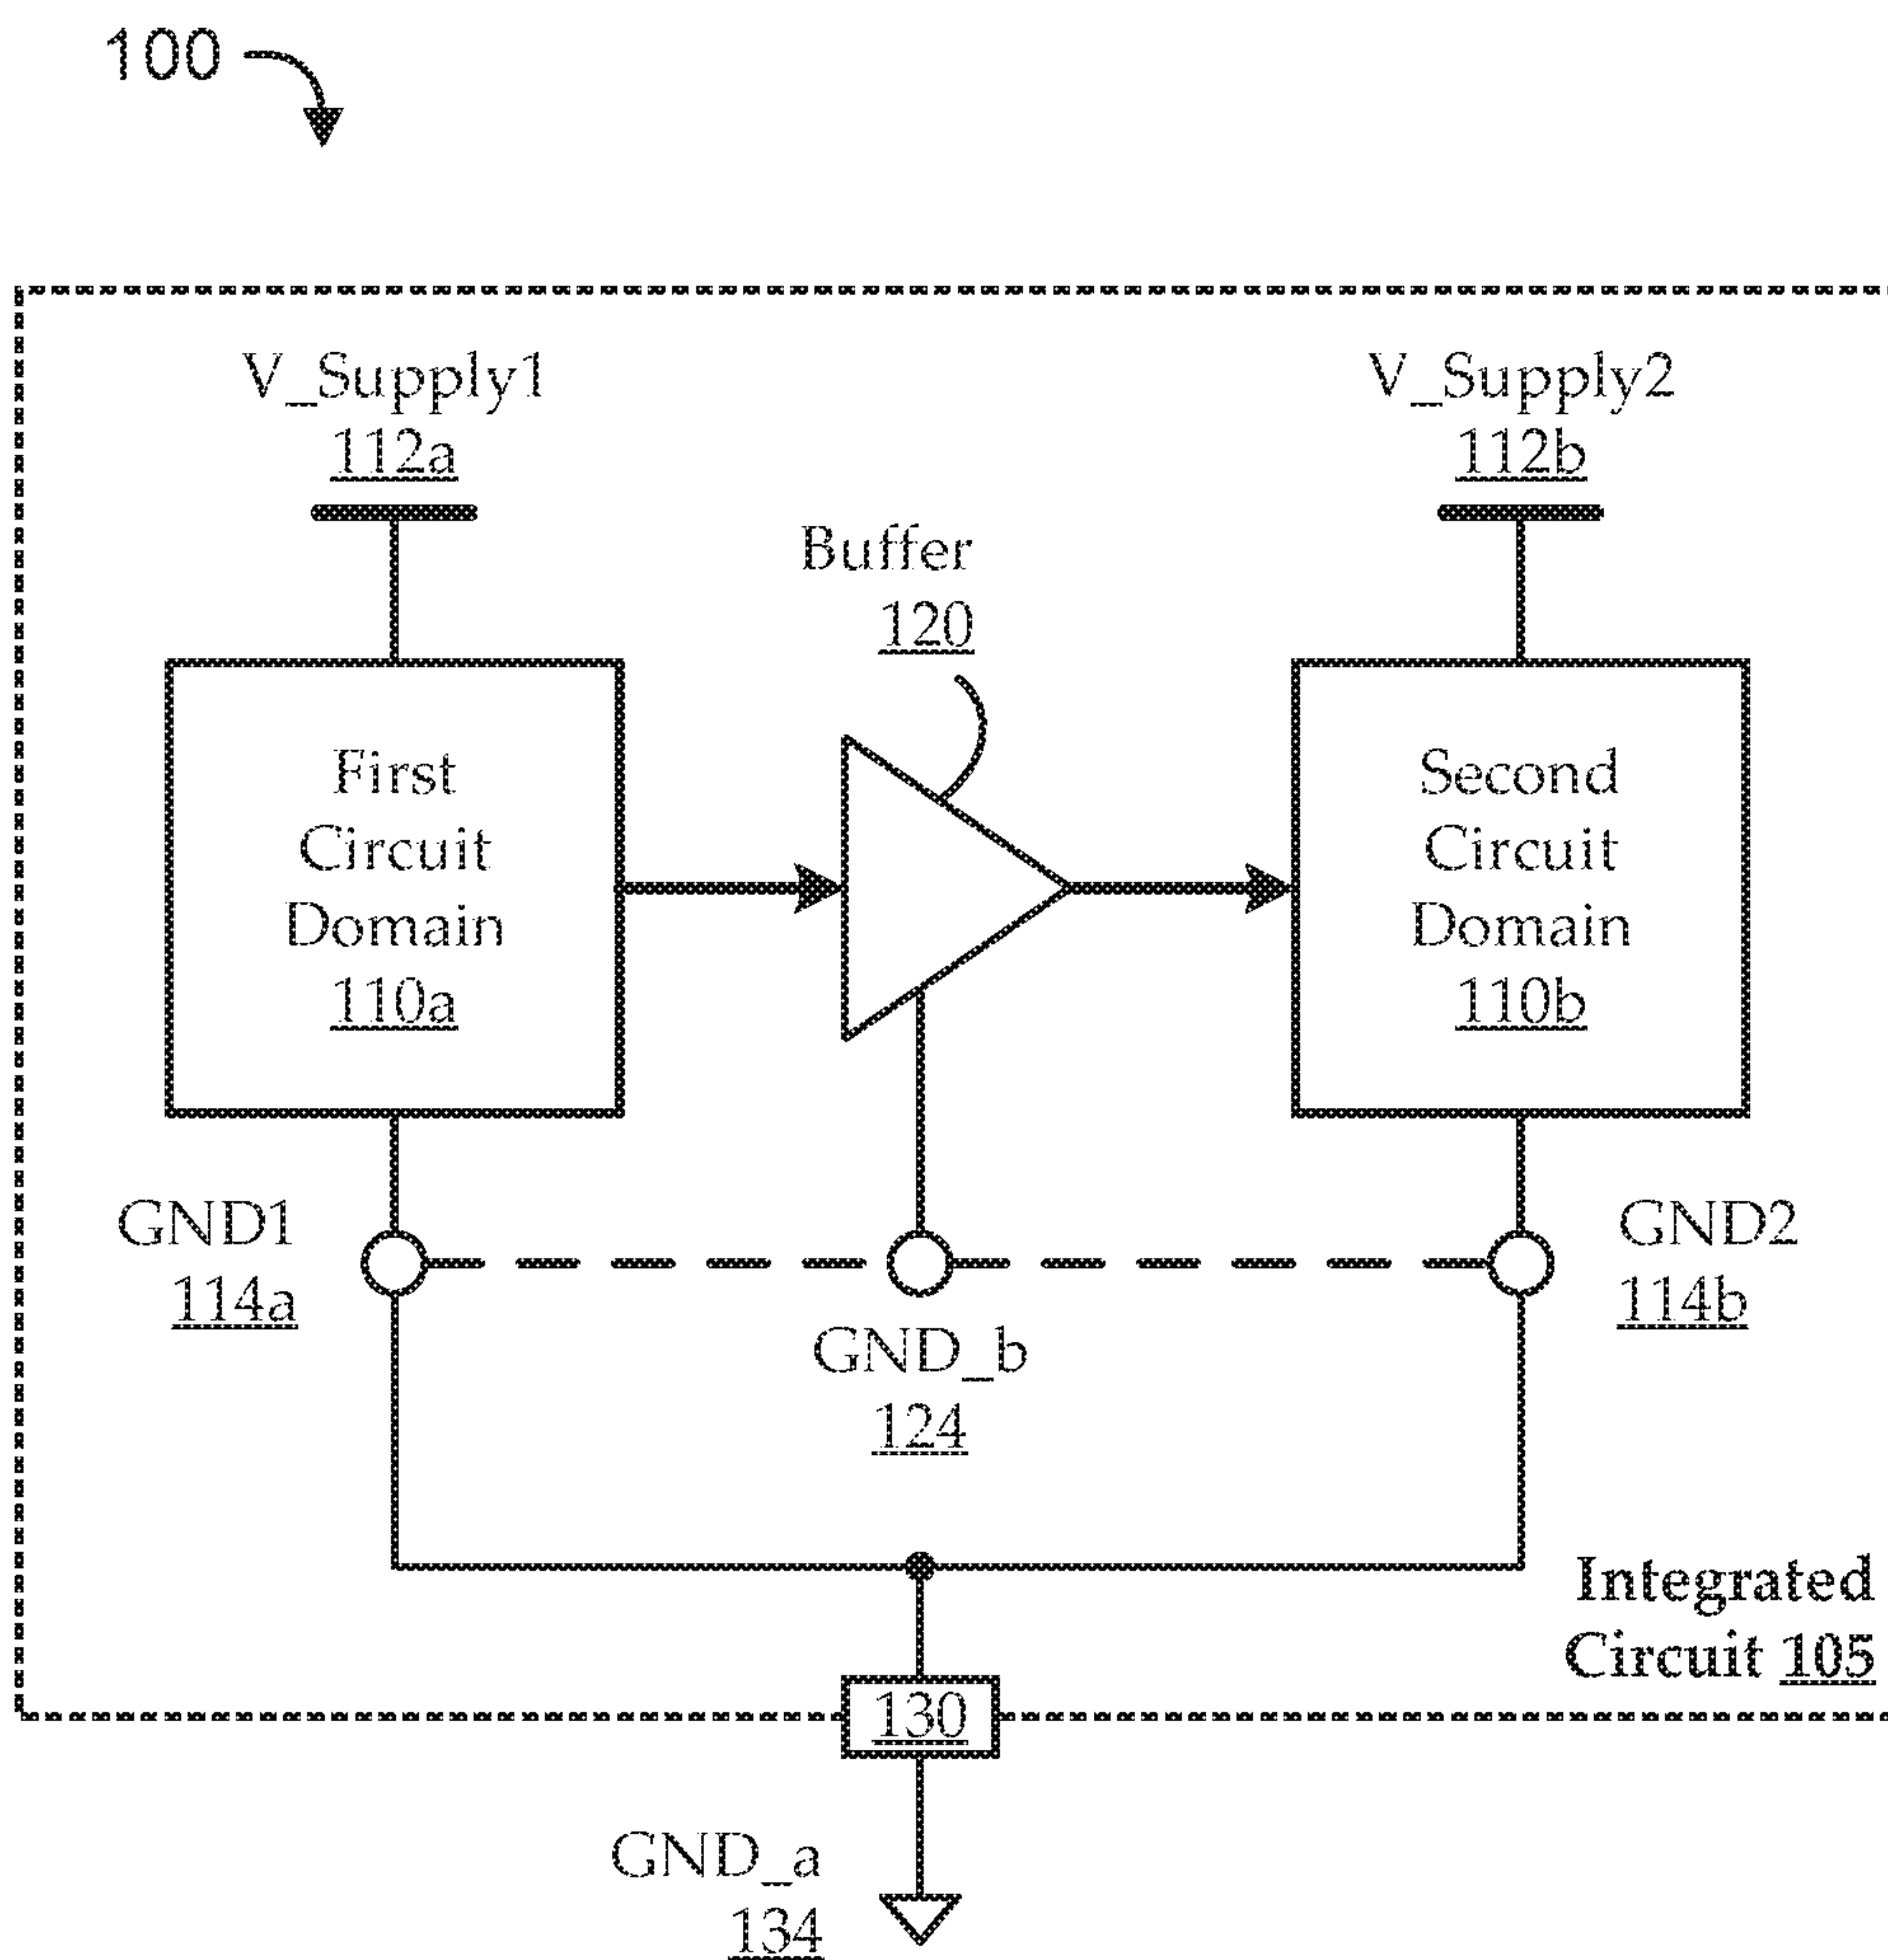 100
V_Supply1
112a
V_Supply2
112b
Buffer
120
First
Circuit
Domain
110a
Second
Circuit
Domain
110b
GND1
114a
GND_b
124
GND2
114b
Integrated
Circuit 105
130
GND_a
134